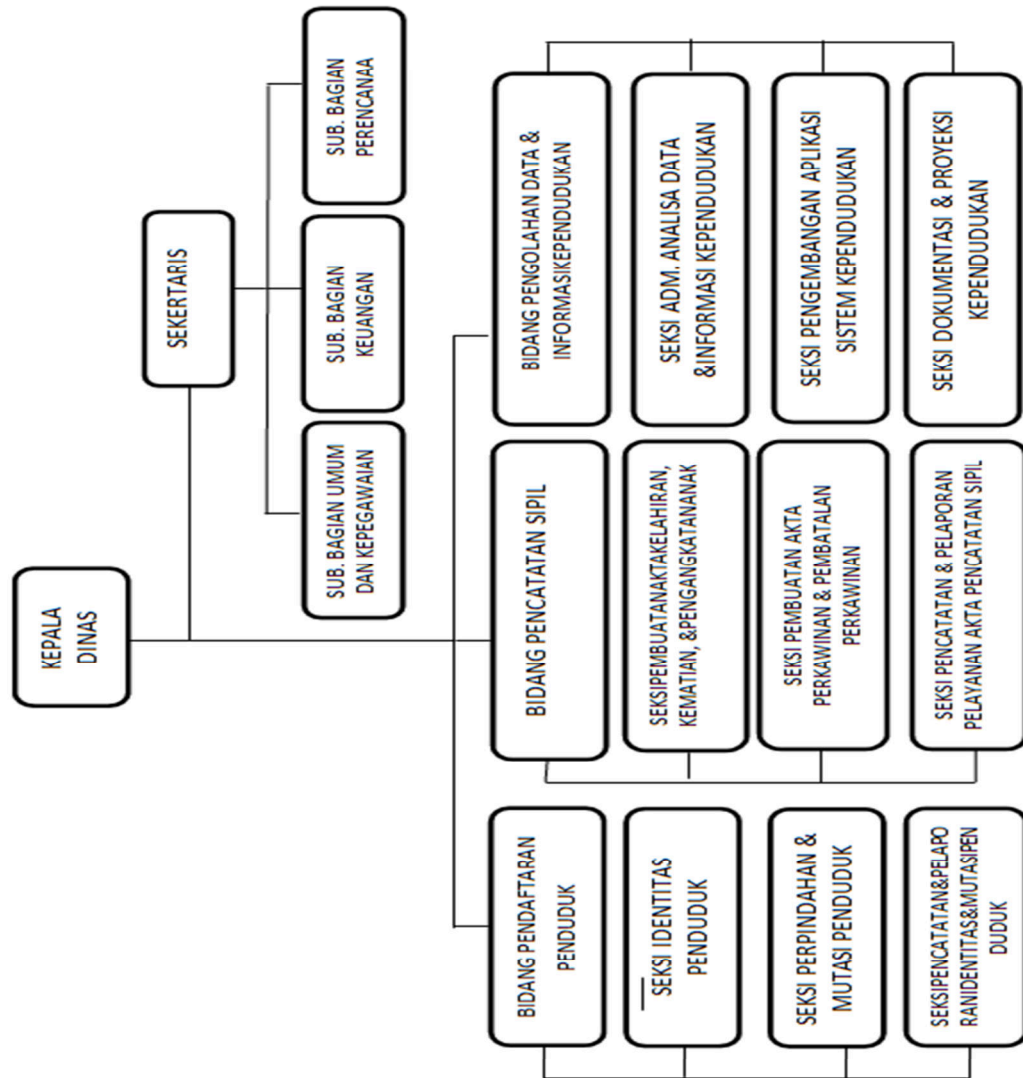 KEPALA
DINAS
SEKERTARIS
SUB. BAGIAN UMUM
DAN KEPEGAWAIAN
SUB. BAGIAN
KEUANGAN
SUB. BAGIAN
PERENCANAA
BIDANG PENDAFTARAN
PENDUDUK
SEKSI IDENTITAS
PENDUDUK
SEKSI PERPINDAHAN &
MUTASI PENDUDUK
SEKSIPENCATATAN&PELAPO
RANIDENTITAS&MUTASIPEN
DUDUK
BIDANG PENCATATAN SIPIL
SEKSIPEMBUATANAKTAKELAHIRAN,
KEMATIAN, &PENGANGKATANANAK
SEKSI PEMBUATAN AKTA
PERKAWINAN & PEMBATALAN
PERKAWINAN
SEKSI PENCATATAN & PELAPORAN
PELAYANAN AKTA PENCATATAN SIPIL
BIDANG PENGOLAHAN DATA &
INFORMASIKEPENDUDUKAN
SEKSI ADM. ANALISA DATA
&INFORMASI KEPENDUDUKAN
SEKSI PENGEMBANGAN APLIKASI
SISTEM KEPENDUDUKAN
SEKSI DOKUMENTASI & PROYEKSI
KEPENDUDUKAN